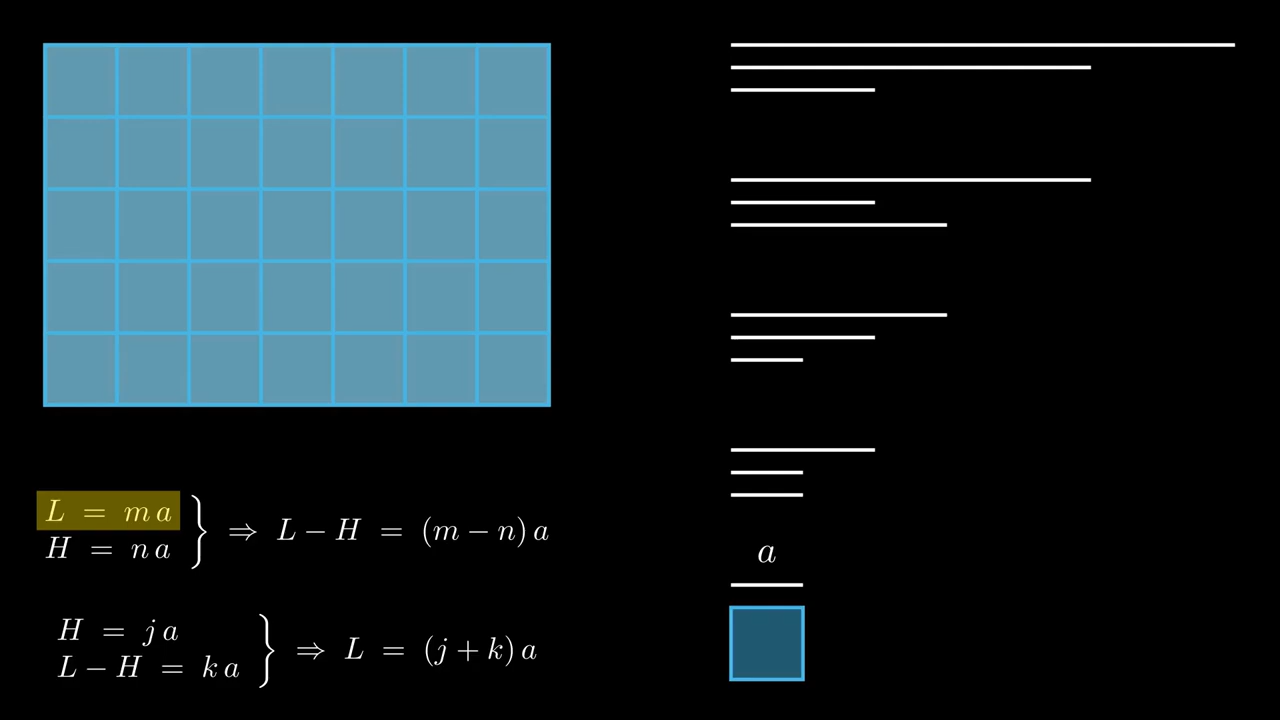 L = m a
H = n a
⇒ L − H = (m − n) a
H = j a
L − H = k a
⇒ L = (j + k) a
a